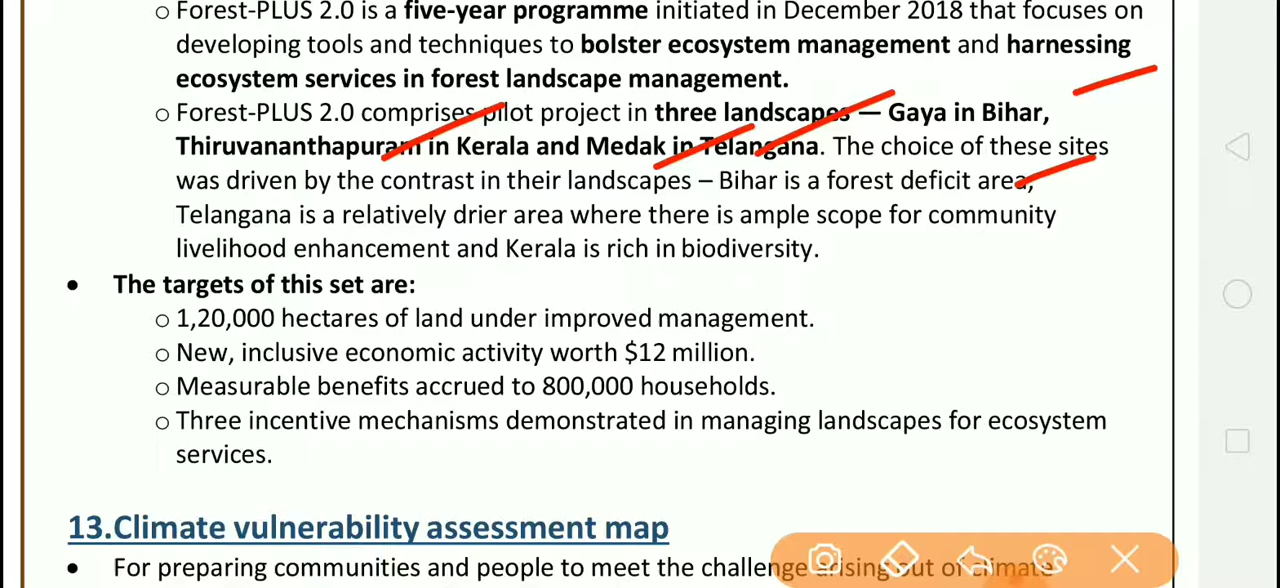 o Forest-PLUS 2.0 is a five-year programme initiated in December 2018 that focuses on
developing tools and techniques to bolster ecosystem management and harnessing
ecosystem services in forest landscape management.
o Forest-PLUS 2.0 comprises pilot project in three landscapes — Gaya in Bihar,
Thiruvananthapuram in Kerala and Medak in Telangana. The choice of these sites
was driven by the contrast in their landscapes – Bihar is a forest deficit area,
Telangana is a relatively drier area where there is ample scope for community
livelihood enhancement and Kerala is rich in biodiversity.
• The targets of this set are:
o 1,20,000 hectares of land under improved management.
o New, inclusive economic activity worth $12 million.
o Measurable benefits accrued to 800,000 households.
o Three incentive mechanisms demonstrated in managing landscapes for ecosystem
services.
13.Climate vulnerability assessment map
• For preparing communities and people to meet the challenge arising out of climate